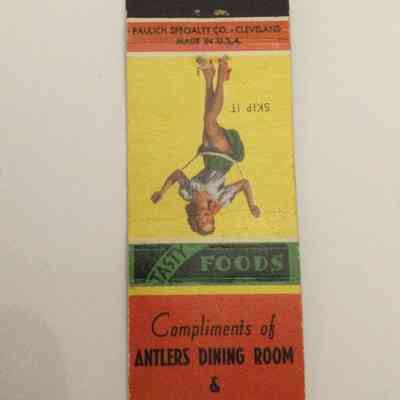 • PAULICH SPECIALTY CO. • CLEVELAND
MADE IN U.S.A.
SKIP IT
TASTY FOODS
Compliments of
ANTLERS DINING ROOM
&